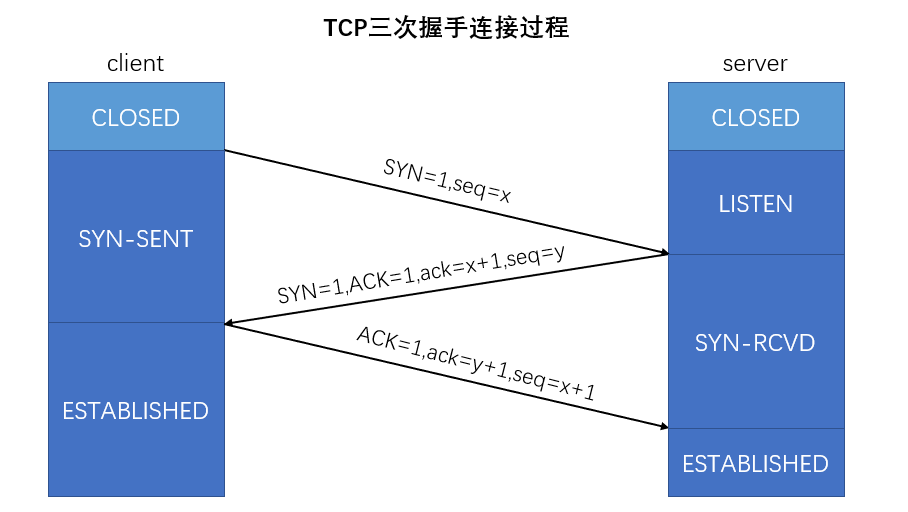 TCP三次握手连接过程
client
server
CLOSED
CLOSED
SYN=1,seq=x
LISTEN
SYN-SENT
SYN=1,ACK=1,ack=x+1,seq=y
SYN-RCVD
ACK=1,ack=y+1,seq=x+1
ESTABLISHED
ESTABLISHED